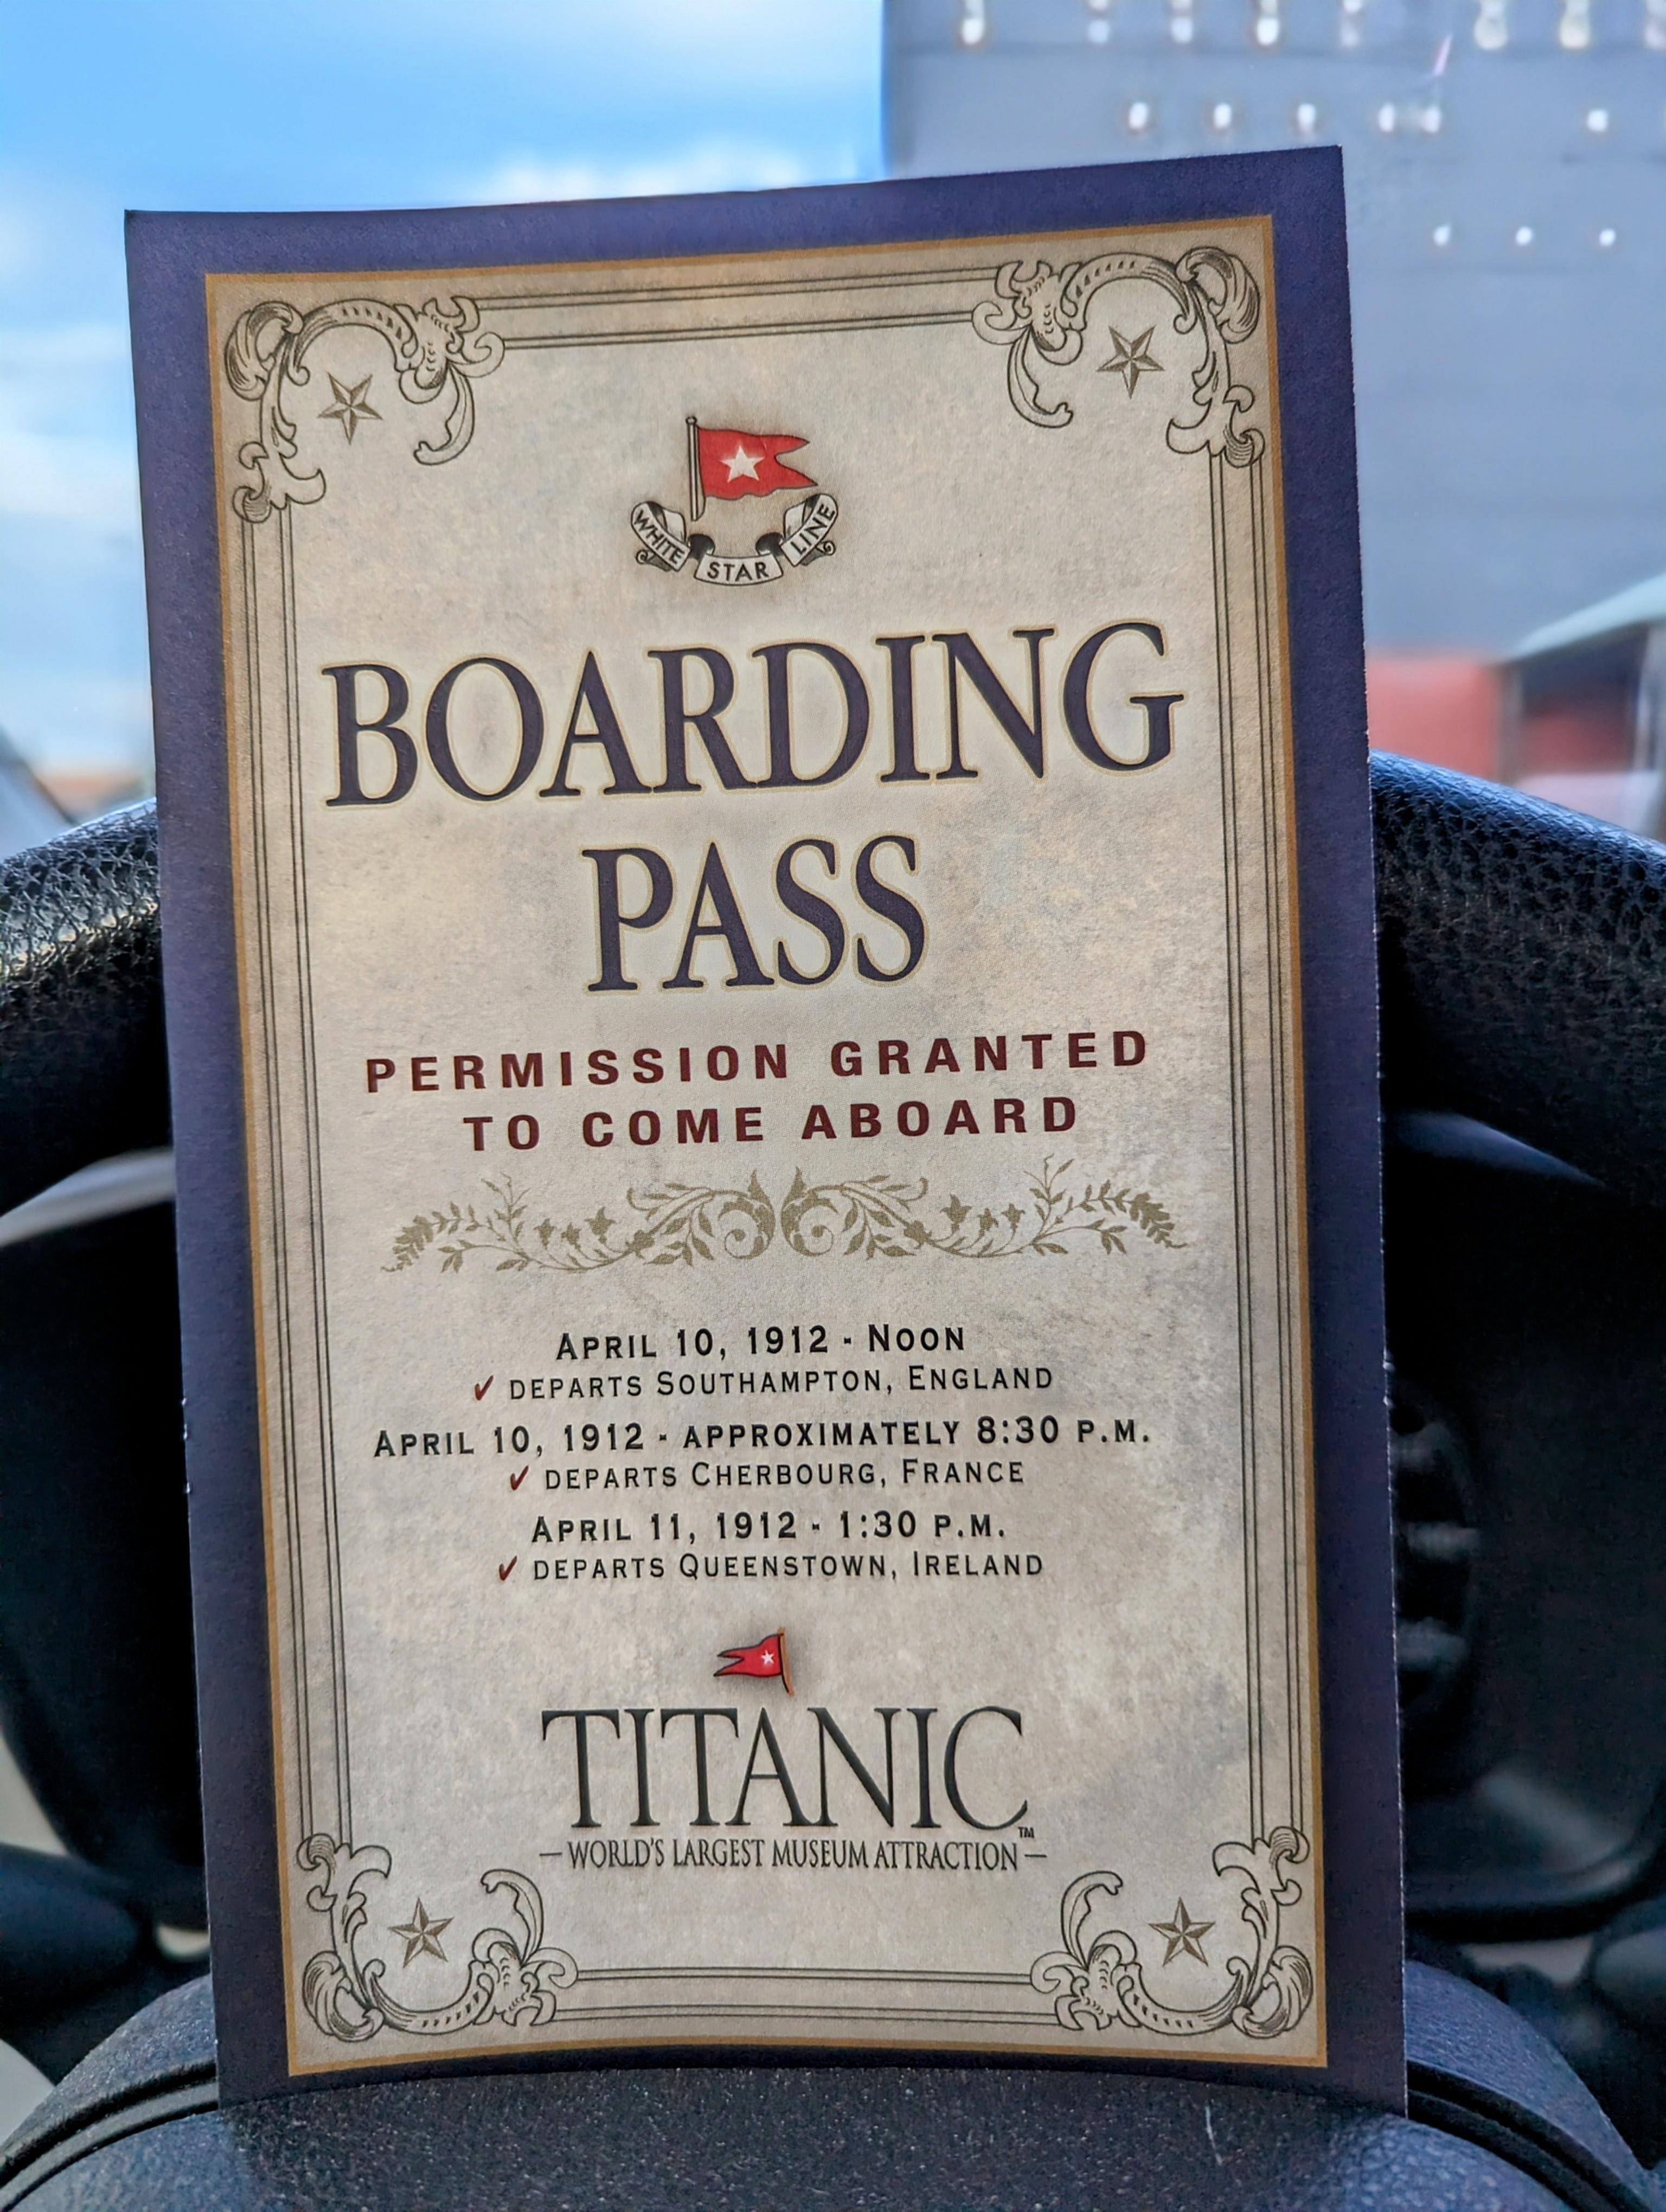 WHITE STAR LINE
BOARDING
PASS
PERMISSION GRANTED
TO COME ABOARD
APRIL 10, 1912 - NOON
✓ DEPARTS SOUTHAMPTON, ENGLAND
APRIL 10, 1912 - APPROXIMATELY 8:30 P.M.
✓ DEPARTS CHERBOURG, FRANCE
APRIL 11, 1912 - 1:30 P.M.
✓ DEPARTS QUEENSTOWN, IRELAND
TITANIC™
—WORLD'S LARGEST MUSEUM ATTRACTION—